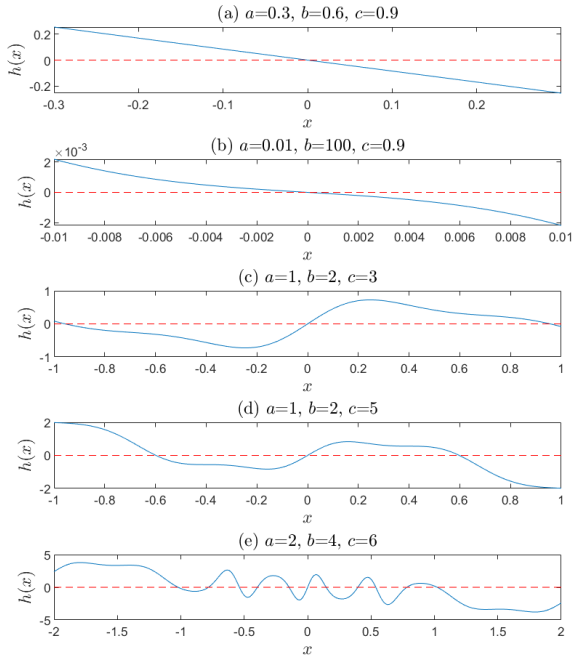 (a) a=0.3, b=0.6, c=0.9
0.2
0
-0.2
h(x)
-0.3 -0.2 -0.1 0 0.1 0.2
x
(b) a=0.01, b=100, c=0.9
×10⁻³
2
0
-2
h(x)
-0.01 -0.008 -0.006 -0.004 -0.002 0 0.002 0.004 0.006 0.008 0.01
x
(c) a=1, b=2, c=3
1
0
-1
h(x)
-1 -0.8 -0.6 -0.4 -0.2 0 0.2 0.4 0.6 0.8 1
x
(d) a=1, b=2, c=5
2
0
-2
h(x)
-1 -0.8 -0.6 -0.4 -0.2 0 0.2 0.4 0.6 0.8 1
x
(e) a=2, b=4, c=6
5
0
-5
h(x)
-2 -1.5 -1 -0.5 0 0.5 1 1.5 2
x